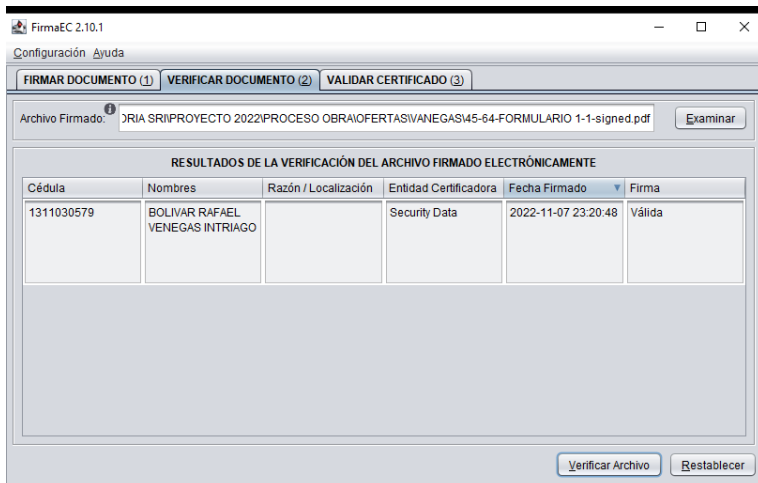 FirmaEC 2.10.1
Configuración Ayuda
FIRMAR DOCUMENTO (1) VERIFICAR DOCUMENTO (2) VALIDAR CERTIFICADO (3)
Archivo Firmado: ORIA SRI\PROYECTO 2022\PROCESO OBRA\OFERTAS\VANEGAS\45-64-FORMULARIO 1-1-signed.pdf Examinar
RESULTADOS DE LA VERIFICACIÓN DEL ARCHIVO FIRMADO ELECTRÓNICAMENTE
Cédula Nombres Razón / Localización Entidad Certificadora Fecha Firmado Firma
1311030579 BOLIVAR RAFAEL Security Data 2022-11-07 23:20:48 Válida
VENEGAS INTRIAGO
Verificar Archivo Restablecer